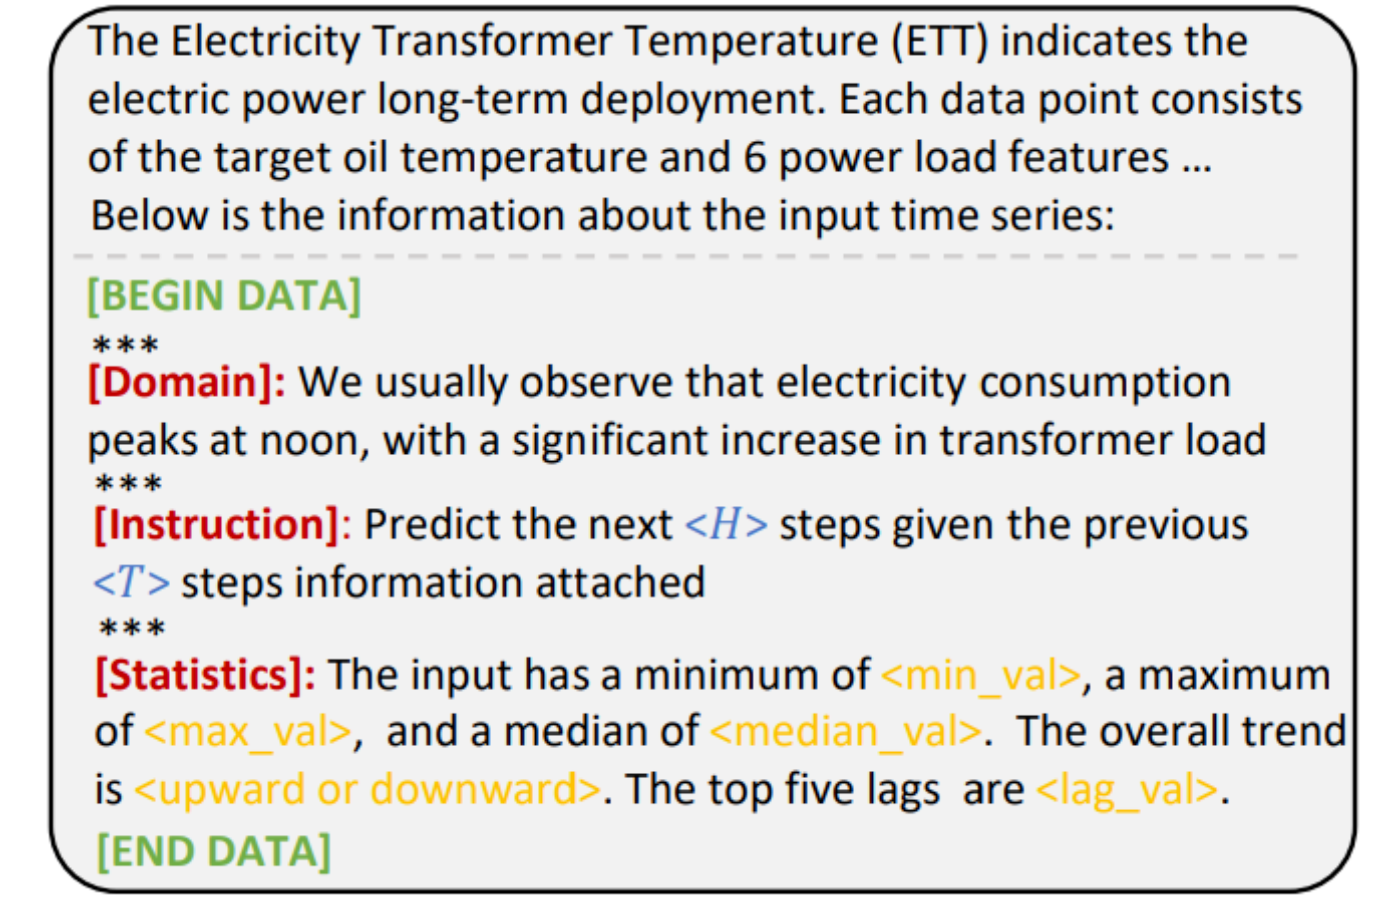 The Electricity Transformer Temperature (ETT) indicates the
electric power long-term deployment. Each data point consists
of the target oil temperature and 6 power load features ...
Below is the information about the input time series:
[BEGIN DATA]
***
[Domain]: We usually observe that electricity consumption
peaks at noon, with a significant increase in transformer load
***
[Instruction]: Predict the next <H> steps given the previous
<T> steps information attached
***
[Statistics]: The input has a minimum of <min_val>, a maximum
of <max_val>, and a median of <median_val>. The overall trend
is <upward or downward>. The top five lags are <lag_val>.
[END DATA]